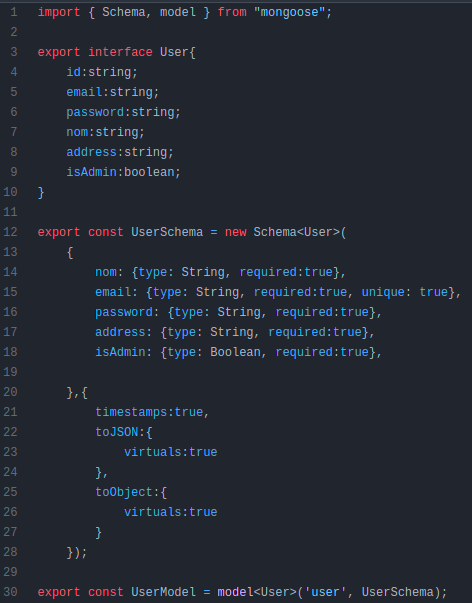 1 import { Schema, model } from "mongoose";
2
3 export interface User{
4     id:string;
5     email:string;
6     password:string;
7     nom:string;
8     address:string;
9     isAdmin:boolean;
10 }
11
12 export const UserSchema = new Schema<User>(
13     {
14         nom: {type: String, required:true},
15         email: {type: String, required:true, unique: true},
16         password: {type: String, required:true},
17         address: {type: String, required:true},
18         isAdmin: {type: Boolean, required:true},
19
20     },{
21         timestamps:true,
22         toJSON:{
23             virtuals:true
24         },
25         toObject:{
26             virtuals:true
27         }
28     });
29
30 export const UserModel = model<User>('user', UserSchema);